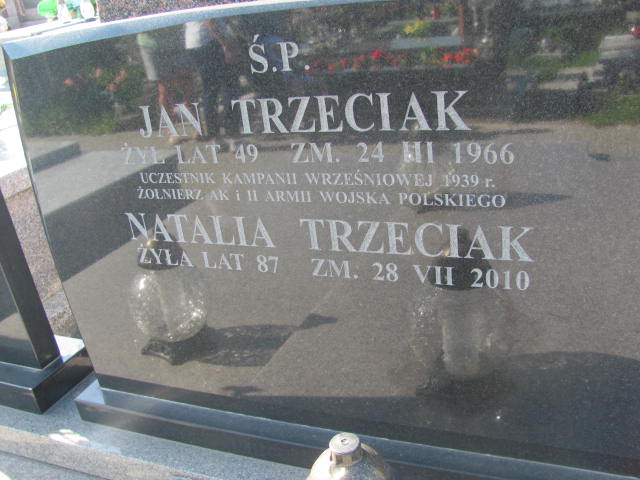 Ś.P.
JAN TRZECIAK
ŻYŁ LAT 49 ZM. 24 III 1966
UCZESTNIK KAMPANII WRZEŚNIOWEJ 1939 r.
ŻOŁNIERZ AK i II ARMII WOJSKA POLSKIEGO
NATALIA TRZECIAK
ŻYŁA LAT 87 ZM. 28 VII 2010